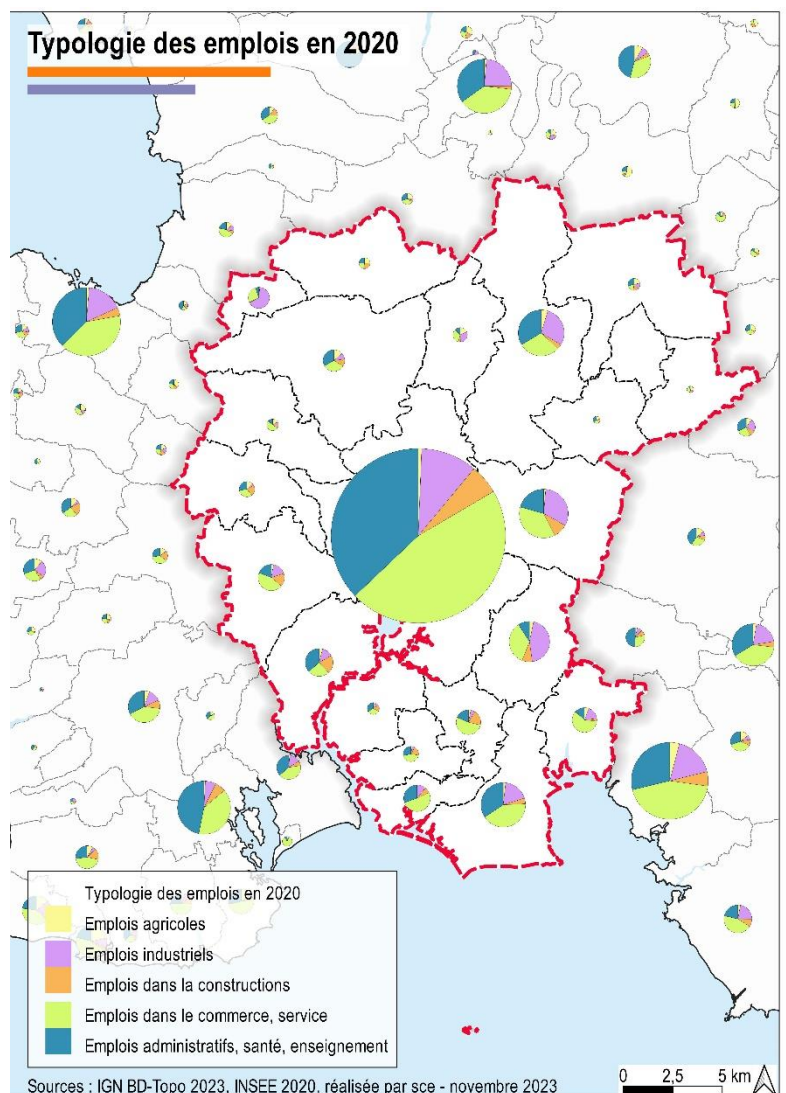 Typologie des emplois en 2020
Typologie des emplois en 2020
Emplois agricoles
Emplois industriels
Emplois dans la constructions
Emplois dans le commerce, service
Emplois administratifs, santé, enseignement
Sources : IGN BD-Topo 2023, INSEE 2020, réalisée par sce - novembre 2023
0 2,5 5 km